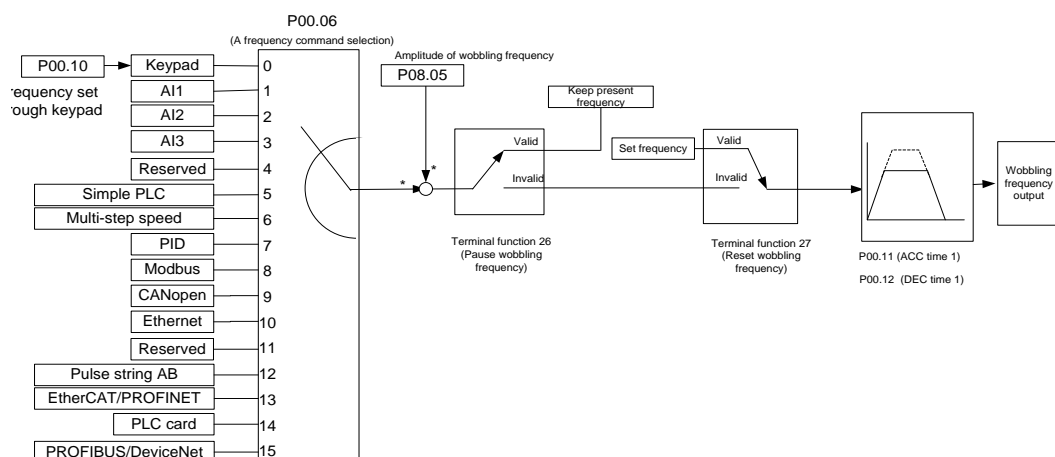 P00.06
(A frequency command selection)
P00.10
Keypad
0
requency set
rough keypad
AI1
1
AI2
2
AI3
3
Reserved
4
Simple PLC
5
Multi-step speed
6
PID
7
Modbus
8
CANopen
9
Ethernet
10
Reserved
11
Pulse string AB
12
EtherCAT/PROFINET
13
PLC card
14
PROFIBUS/DeviceNet
15
Amplitude of wobbling frequency
P08.05
*
*
Keep present
frequency
Valid
Invalid
Terminal function 26
(Pause wobbling
frequency)
Set frequency
Valid
Invalid
Terminal function 27
(Reset wobbling
frequency)
P00.11 (ACC time 1)
P00.12 (DEC time 1)
Wobbling
frequency
output